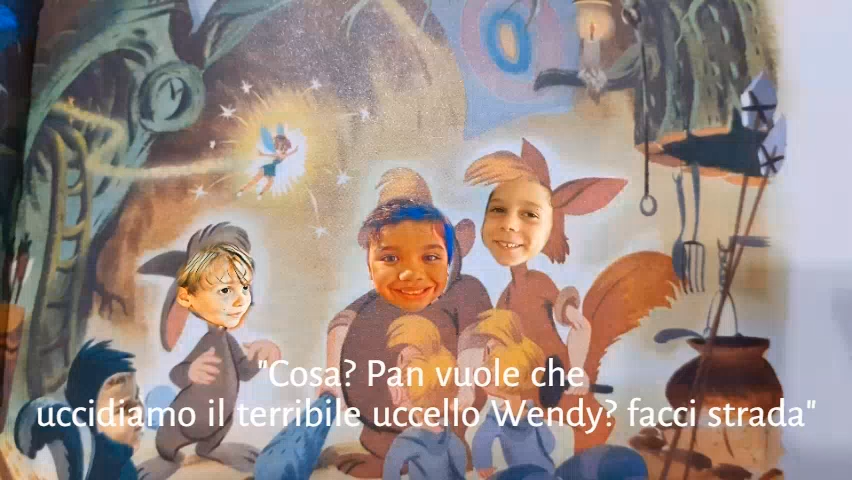 "Cosa? Pan vuole che
uccidiamo il terribile uccello Wendy? facci strada"